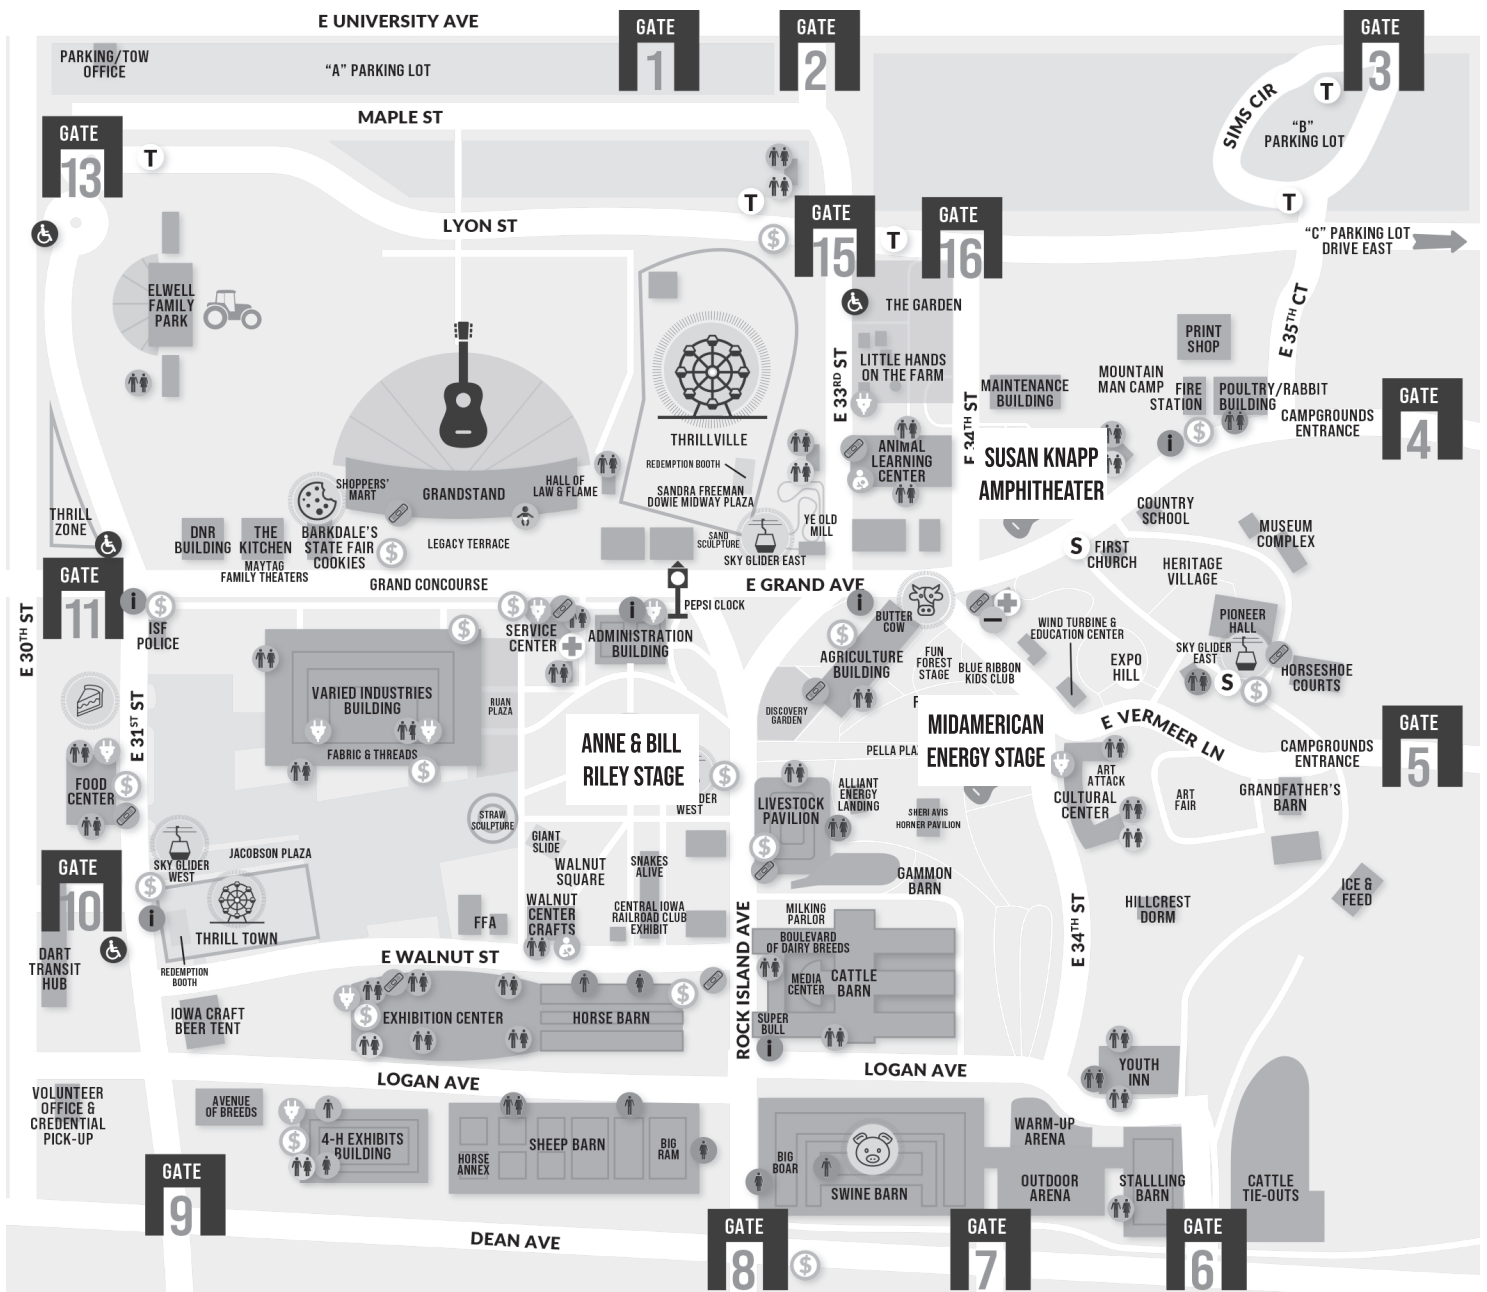 E UNIVERSITY AVE
GATE
1
GATE
2
GATE
3
PARKING/TOW
OFFICE
"A" PARKING LOT
T
SIMS CIR
"B"
PARKING LOT
MAPLE ST
GATE
13
T
T
T
LYON ST
$
GATE
15
T
GATE
16
"C" PARKING LOT
DRIVE EAST
ELWELL
FAMILY
PARK
THE GARDEN
E 35TH CT
PRINT
SHOP
E 33RD ST
LITTLE HANDS
ON THE FARM
MAINTENANCE
BUILDING
MOUNTAIN
MAN CAMP
FIRE
STATION
POULTRY/RABBIT
BUILDING
CAMPGROUNDS
ENTRANCE
GATE
4
THRILLVILLE
REDEMPTION BOOTH
SANDRA FREEMAN
DOWIE MIDWAY PLAZA
34TH ST
i
$
ANIMAL
LEARNING
CENTER
SUSAN KNAPP
AMPHITHEATER
SHOPPERS'
MART
GRANDSTAND
HALL OF
LAW & FLAME
THRILL
ZONE
DNR
BUILDING
THE
KITCHEN
MAYTAG
FAMILY THEATERS
BARKDALE'S
STATE FAIR
COOKIES
$
LEGACY TERRACE
SAND
SCULPTURE
SKY GLIDER EAST
YE OLD
MILL
COUNTRY
SCHOOL
MUSEUM
COMPLEX
S
FIRST
CHURCH
HERITAGE
VILLAGE
GATE
11
GRAND CONCOURSE
E GRAND AVE
PEPSI CLOCK
i
$
ISF
POLICE
E 30TH ST
$
$
SERVICE
CENTER
i
ADMINISTRATION
BUILDING
i
$
BUTTER
COW
AGRICULTURE
BUILDING
FUN
FOREST
STAGE
BLUE RIBBON
KIDS CLUB
WIND TURBINE &
EDUCATION CENTER
EXPO
HILL
PIONEER
HALL
SKY GLIDER
EAST
S
$
HORSESHOE
COURTS
E 31ST ST
VARIED INDUSTRIES
BUILDING
FABRIC & THREADS
$
RUAN
PLAZA
DISCOVERY
GARDEN
ANNE & BILL
RILEY STAGE
$
WEST
PELLA PLA
MIDAMERICAN
ENERGY STAGE
E VERMEER LN
CAMPGROUNDS
ENTRANCE
GATE
5
FOOD
CENTER
$
STRAW
SCULPTURE
LIVESTOCK
PAVILION
$
ALLIANT
ENERGY
LANDING
SHERI AVIS
HORNER PAVILION
ART
ATTACK
CULTURAL
CENTER
ART
FAIR
GRANDFATHER'S
BARN
GATE
10
SKY GLIDER
WEST
JACOBSON PLAZA
$
i
THRILL TOWN
REDEMPTION
BOOTH
GIANT
SLIDE
WALNUT
SQUARE
SNAKES
ALIVE
GAMMON
BARN
ICE &
FEED
FFA
WALNUT
CENTER
CRAFTS
CENTRAL IOWA
RAILROAD CLUB
EXHIBIT
MILKING
PARLOR
BOULEVARD
OF DAIRY BREEDS
HILLCREST
DORM
E 34TH ST
DART
TRANSIT
HUB
E WALNUT ST
ROCK ISLAND AVE
MEDIA
CENTER
CATTLE
BARN
SUPER
BULL
i
IOWA CRAFT
BEER TENT
$
EXHIBITION CENTER
HORSE BARN
$
LOGAN AVE
LOGAN AVE
YOUTH
INN
VOLUNTEER
OFFICE &
CREDENTIAL
PICK-UP
AVENUE
OF BREEDS
$
4-H EXHIBITS
BUILDING
HORSE
ANNEX
SHEEP BARN
BIG
RAM
BIG
BOAR
SWINE BARN
WARM-UP
ARENA
OUTDOOR
ARENA
STALLLING
BARN
CATTLE
TIE-OUTS
GATE
9
DEAN AVE
GATE
8
$
GATE
7
GATE
6